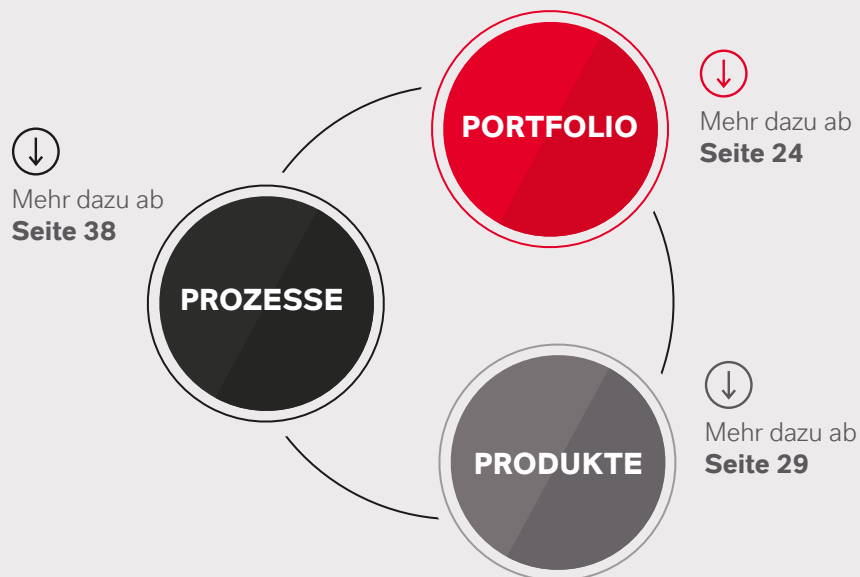 PORTFOLIO
Mehr dazu ab
Seite 24
Mehr dazu ab
Seite 38
PROZESSE
PRODUKTE
Mehr dazu ab
Seite 29